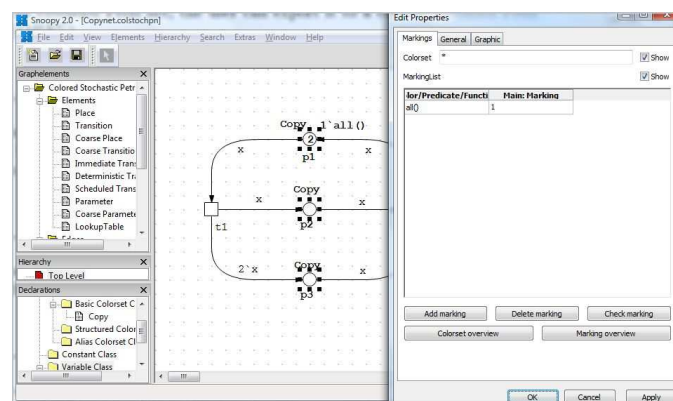 Snoopy 2.0 - [Copynet.colstochpn]
File Edit View Elements Hierarchy Search Extras Window Help
Graphelements
Colored Stochastic Petr
Elements
Place
Transition
Coarse Place
Coarse Transitio
Immediate Trans
Deterministic Tra
Scheduled Trans
Parameter
Coarse Paramete
LookupTable
Hierarchy
Top Level
Declarations
Basic Colorset C
Copy
Structured Color
Alias Colorset Cl
Constant Class
Variable Class
Copy 1`all()
2
x x
p1
Copy
x x
t1 p2
Copy
2`x x
p3
Edit Properties
Markings General Graphic
Colorset * Show
MarkingList Show
lor/Predicate/Functi Main: Marking
all() 1
Add marking Delete marking Check marking
Colorset overview Marking overview
OK Cancel Apply